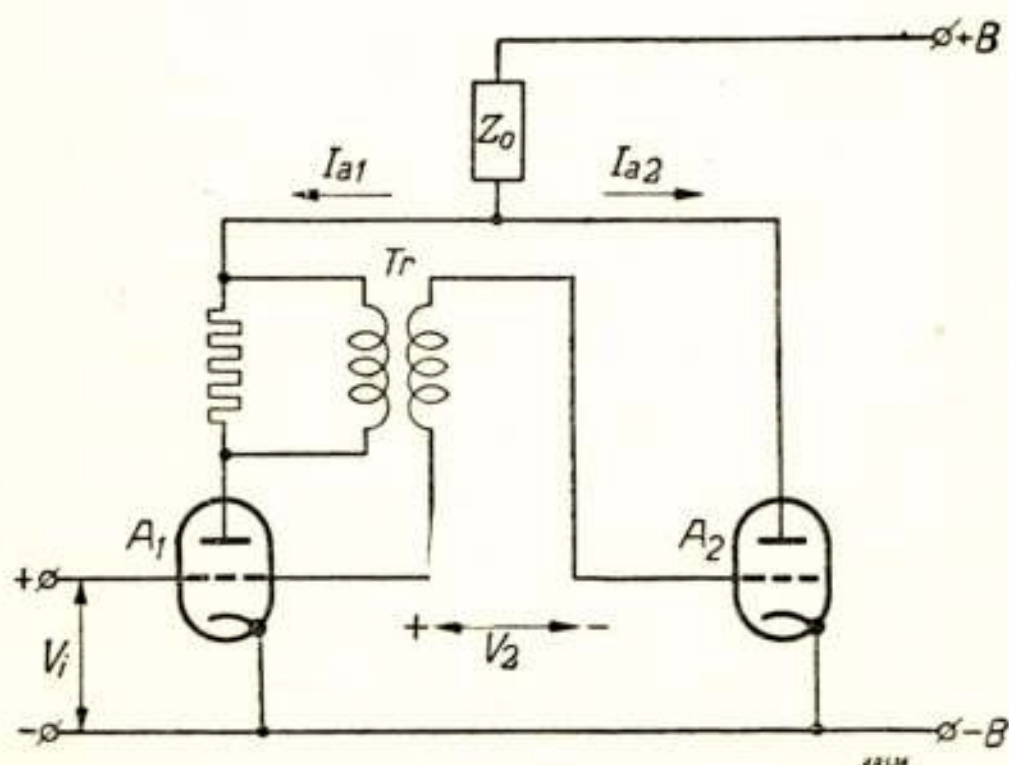 +B
Z₀
Iₐ₁ Iₐ₂
Tr
A₁ A₂
+
Vᵢ + V₂ -
- -B